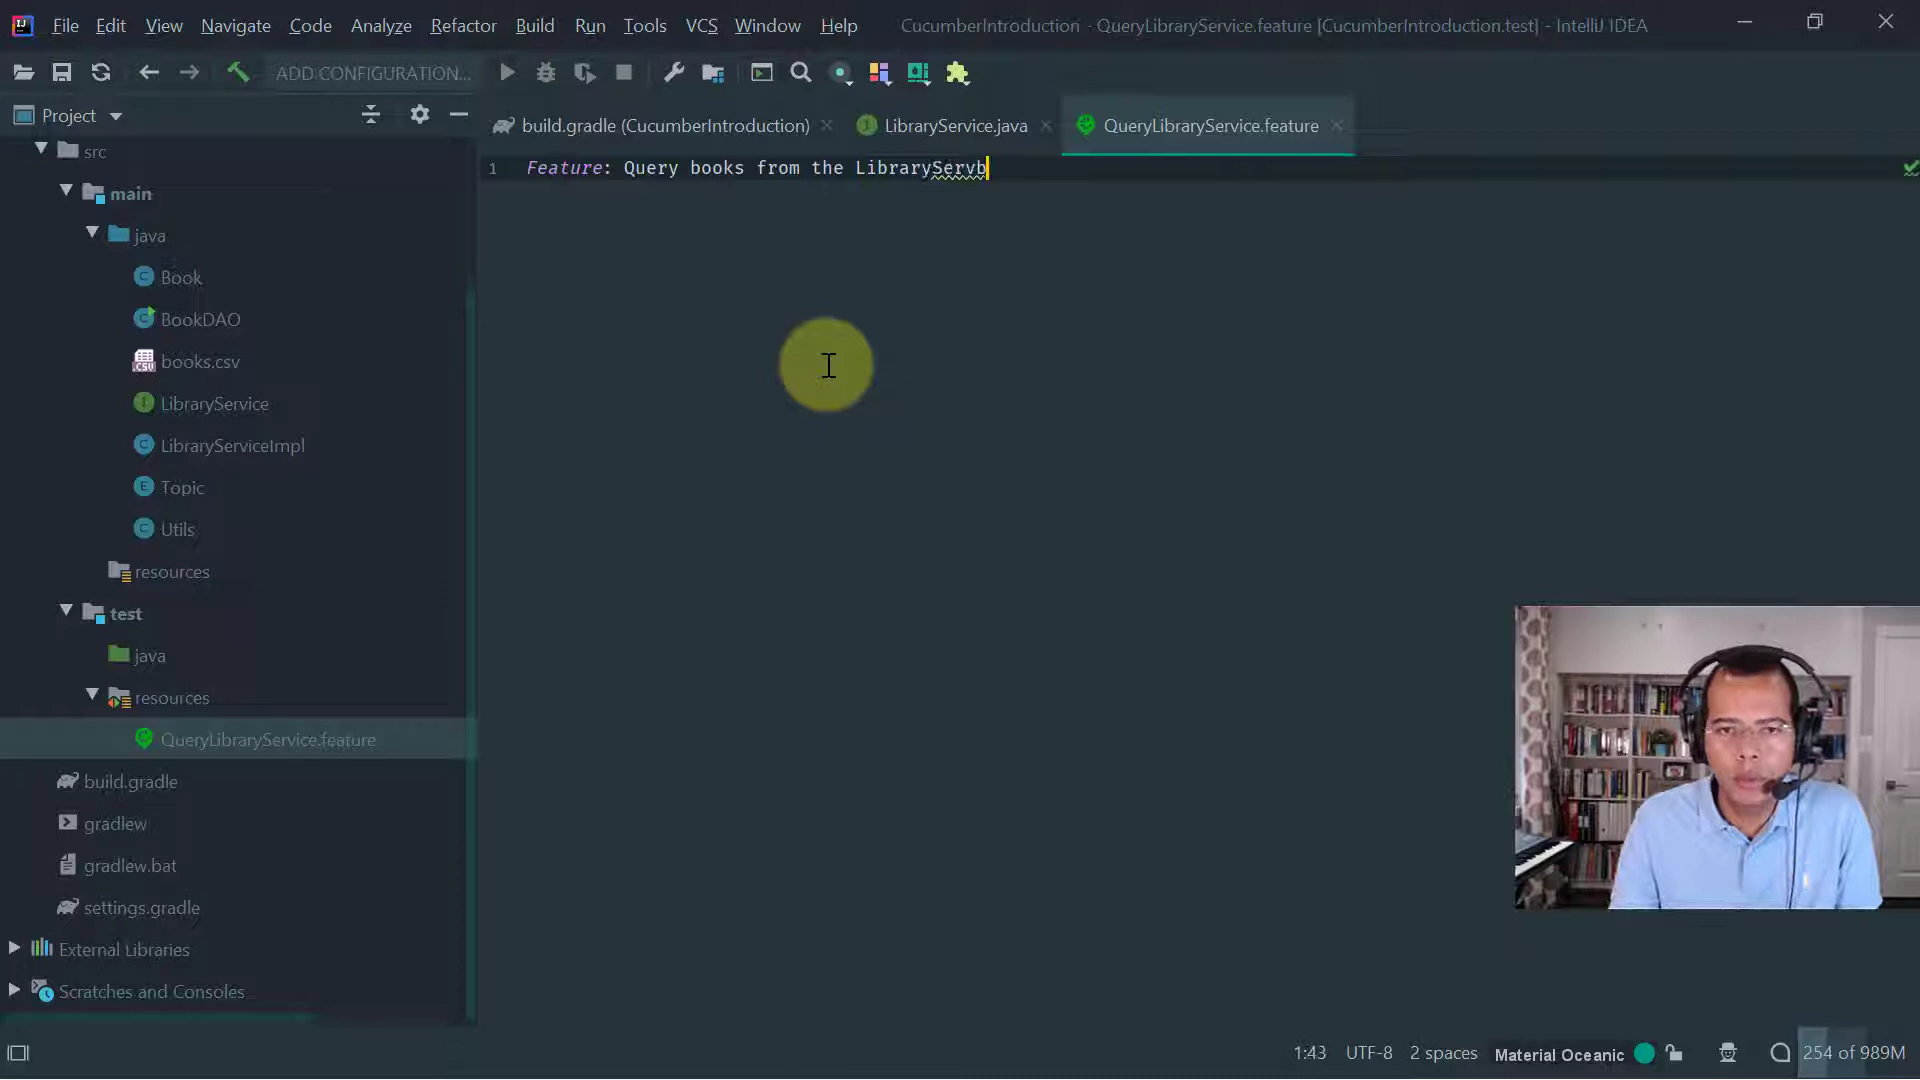 File Edit View Navigate Code Analyze Refactor Build Run Tools VCS Window Help CucumberIntroduction - QueryLibraryService.feature [CucumberIntroduction.test] - IntelliJ IDEA
ADD CONFIGURATION...
Project
build.gradle (CucumberIntroduction) LibraryService.java QueryLibraryService.feature
1 Feature: Query books from the LibraryServb
src
main
java
Book
BookDAO
books.csv
LibraryService
LibraryServiceImpl
Topic
Utils
resources
test
java
resources
QueryLibraryService.feature
build.gradle
gradlew
gradlew.bat
settings.gradle
External Libraries
Scratches and Consoles
1:43 UTF-8 2 spaces Material Oceanic 254 of 989M